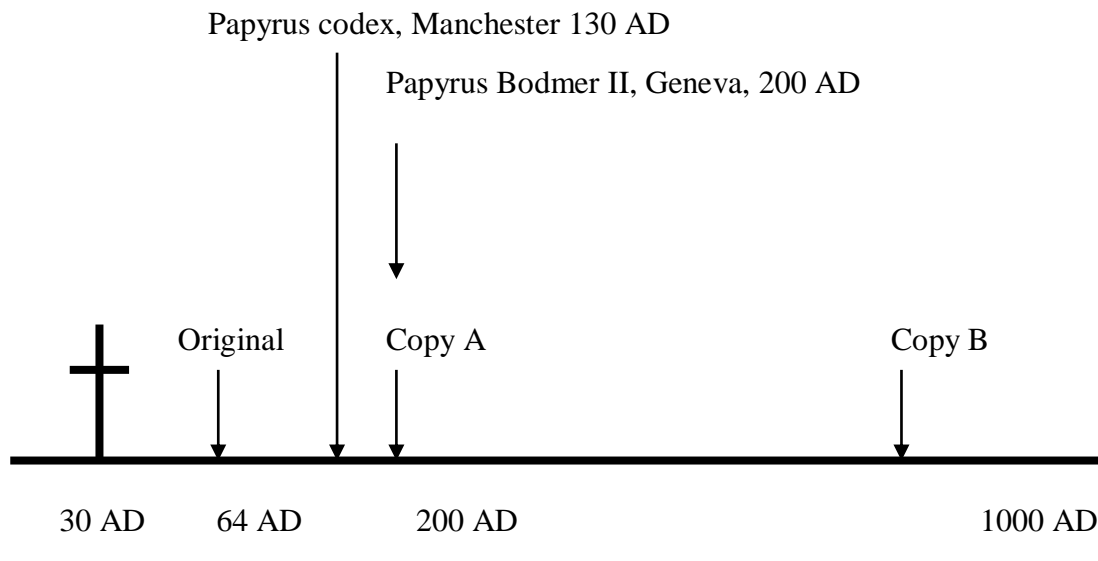 Papyrus codex, Manchester 130 AD
Papyrus Bodmer II, Geneva, 200 AD
Original Copy A Copy B
30 AD 64 AD 200 AD 1000 AD